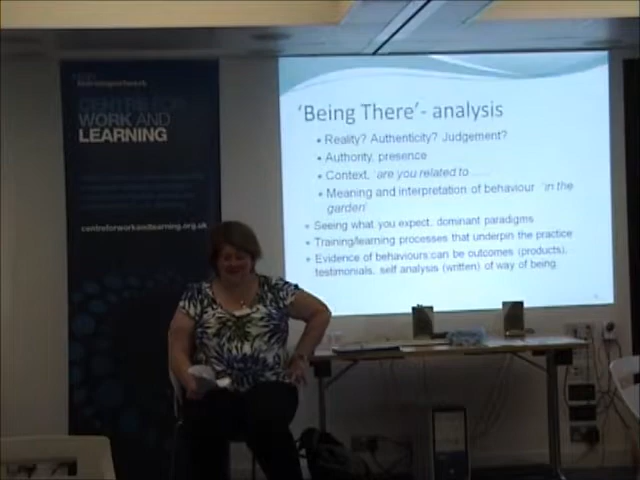 CENTRE FOR
WORK AND
LEARNING
centreforworkandlearning.org.uk
'Being There'- analysis
• Reality? Authenticity? Judgement?
• Authority, presence
• Context, 'are you related to......
• Meaning and interpretation of behaviour 'in the
garden'
• Seeing what you expect, dominant paradigms
• Training/learning processes that underpin the practice
• Evidence of behaviours can be outcomes (products),
testimonials, self analysis (written) of way of being